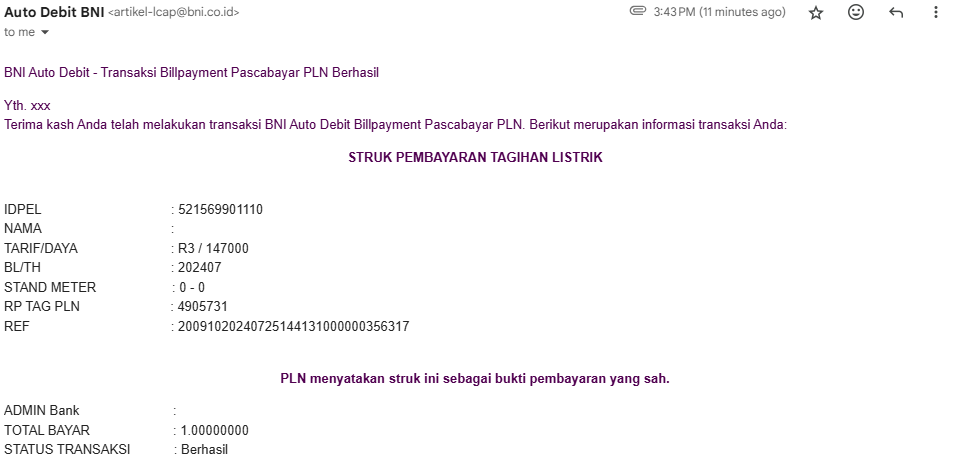 Auto Debit BNI <artikel-lcap@bni.co.id> 3:43 PM (11 minutes ago)
to me
BNI Auto Debit - Transaksi Billpayment Pascabayar PLN Berhasil
Yth. xxx
Terima kash Anda telah melakukan transaksi BNI Auto Debit Billpayment Pascabayar PLN. Berikut merupakan informasi transaksi Anda:
STRUK PEMBAYARAN TAGIHAN LISTRIK
IDPEL : 521569901110
NAMA :
TARIF/DAYA : R3 / 147000
BL/TH : 202407
STAND METER : 0 - 0
RP TAG PLN : 4905731
REF : 20091020240725144131000000356317
PLN menyatakan struk ini sebagai bukti pembayaran yang sah.
ADMIN Bank :
TOTAL BAYAR : 1.00000000
STATUS TRANSAKSI : Berhasil